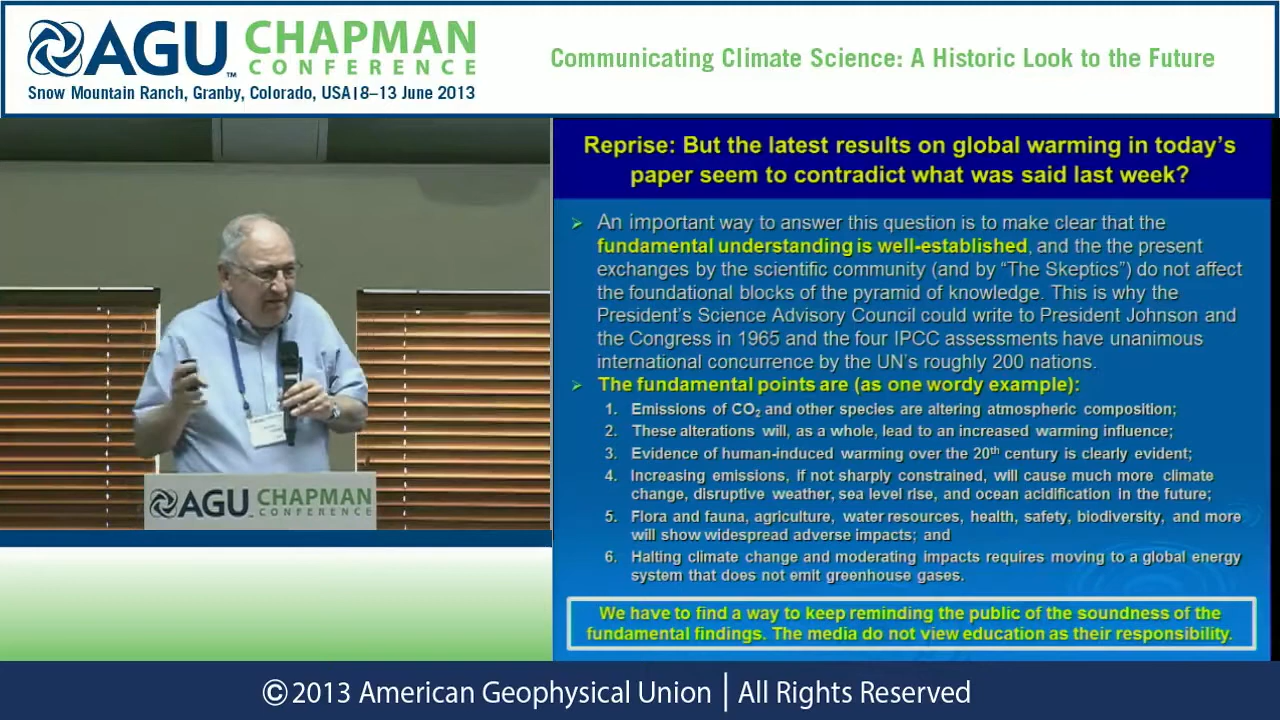 AGU CHAPMAN
CONFERENCE
Snow Mountain Ranch, Granby, Colorado, USA|8–13 June 2013
Communicating Climate Science: A Historic Look to the Future
Reprise: But the latest results on global warming in today's
paper seem to contradict what was said last week?
➢ An important way to answer this question is to make clear that the
fundamental understanding is well-established, and the the present
exchanges by the scientific community (and by "The Skeptics") do not affect
the foundational blocks of the pyramid of knowledge. This is why the
President's Science Advisory Council could write to President Johnson and
the Congress in 1965 and the four IPCC assessments have unanimous
international concurrence by the UN's roughly 200 nations.
➢ The fundamental points are (as one wordy example):
1. Emissions of CO₂ and other species are altering atmospheric composition;
2. These alterations will, as a whole, lead to an increased warming influence;
3. Evidence of human-induced warming over the 20th century is clearly evident;
4. Increasing emissions, if not sharply constrained, will cause much more climate
change, disruptive weather, sea level rise, and ocean acidification in the future;
5. Flora and fauna, agriculture, water resources, health, safety, biodiversity, and more
will show widespread adverse impacts; and
6. Halting climate change and moderating impacts requires moving to a global energy
system that does not emit greenhouse gases.
We have to find a way to keep reminding the public of the soundness of the
fundamental findings. The media do not view education as their responsibility.
AGU CHAPMAN
CONFERENCE
©2013 American Geophysical Union | All Rights Reserved